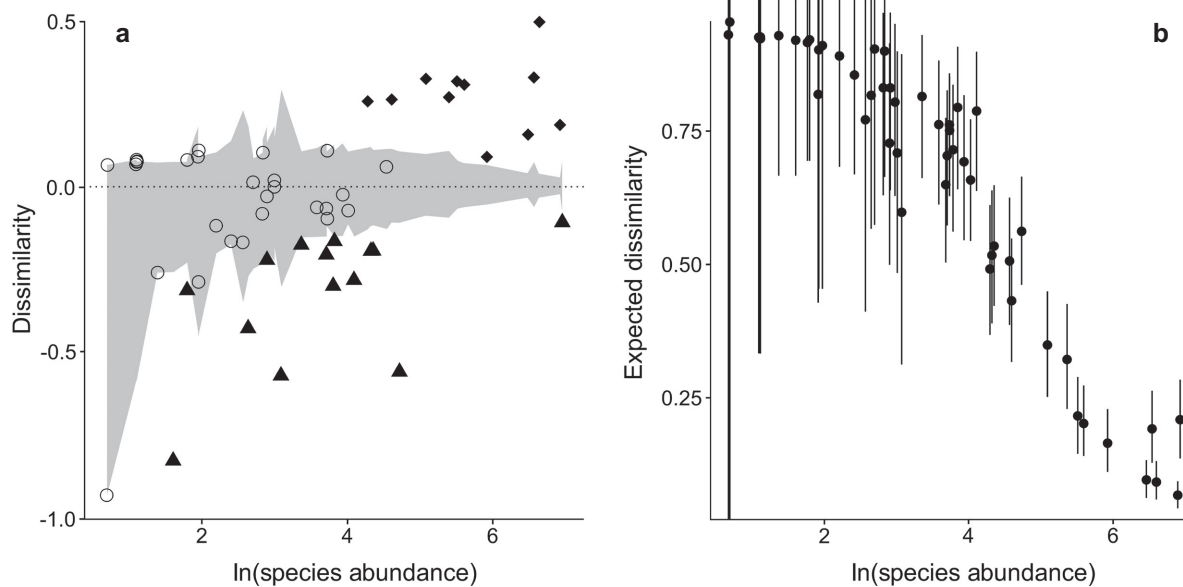 a
0.5
0.0
-0.5
-1.0
Dissimilarity
2 4 6
ln(species abundance)
b
0.75
0.50
0.25
Expected dissimilarity
2 4 6
ln(species abundance)